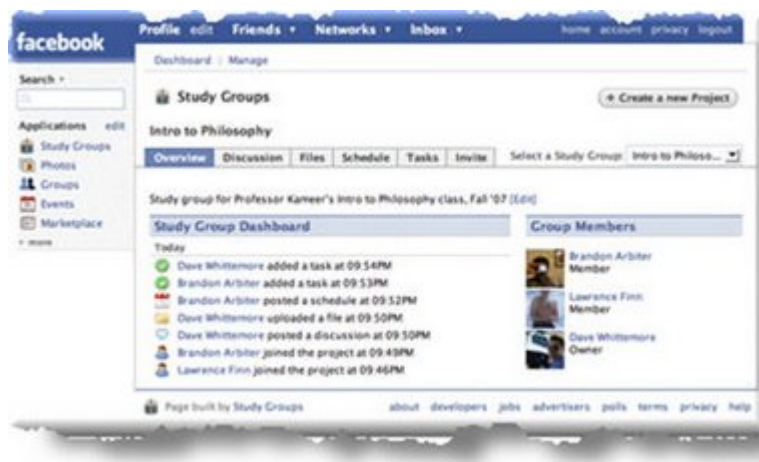 facebook
Profile edit Friends Networks Inbox home account privacy logout
Search
Applications edit
Study Groups
Photos
Groups
Events
Marketplace
+ more
Dashboard | Manage
Study Groups
+ Create a new Project
Intro to Philosophy
Overview Discussion Files Schedule Tasks Invite Select a Study Group: Intro to Philoso...
Study group for Professor Kameer's Intro to Philosophy class, Fall '07 [Edit]
Study Group Dashboard
Today
Dave Whittemore added a task at 09:54PM
Brandon Arbiter added a task at 09:53PM
Brandon Arbiter posted a schedule at 09:52PM
Dave Whittemore uploaded a file at 09:50PM
Dave Whittemore posted a discussion at 09:50PM
Brandon Arbiter joined the project at 09:49PM
Lawrence Finn joined the project at 09:46PM
Group Members
Brandon Arbiter
Member
Lawrence Finn
Member
Dave Whittemore
Owner
Page built by Study Groups
about developers jobs advertisers polls terms privacy help